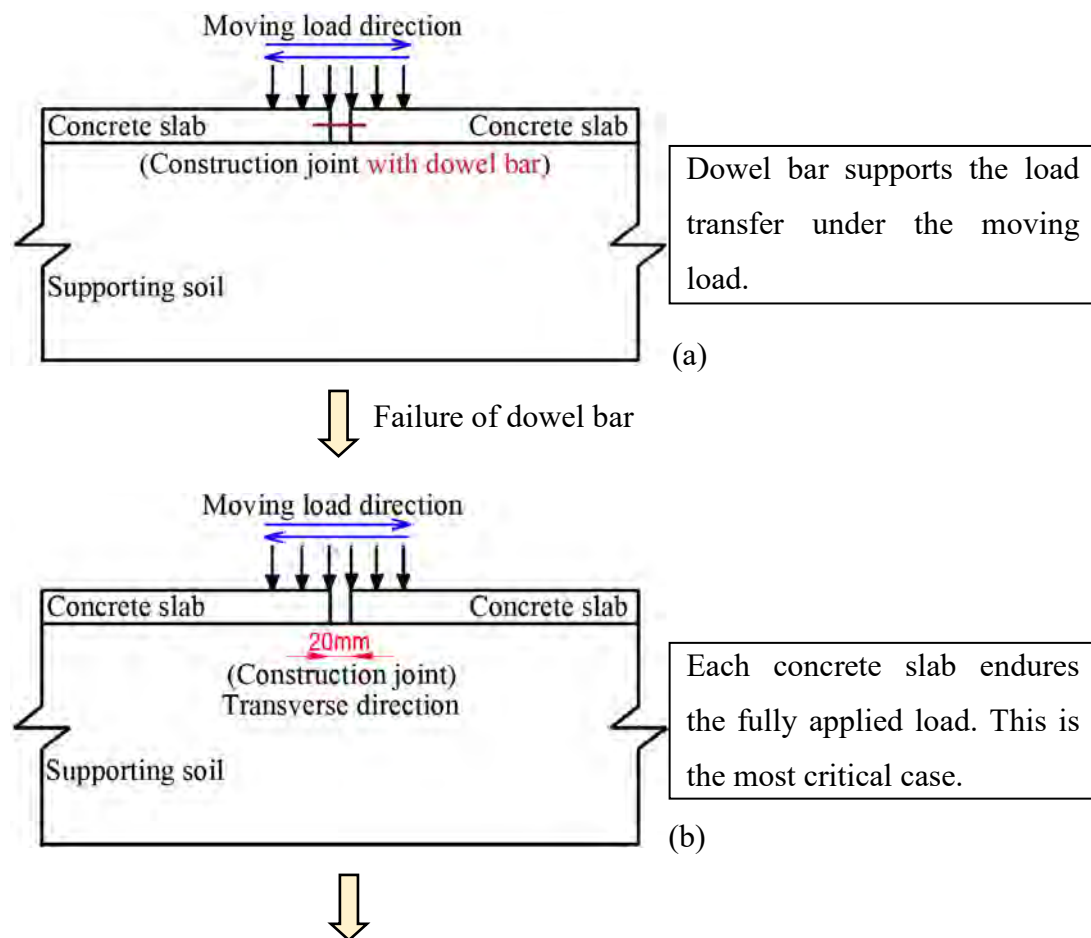 Moving load direction
Concrete slab
Concrete slab
(Construction joint with dowel bar)
Supporting soil
Dowel bar supports the load
transfer under the moving
load.
(a)
Failure of dowel bar
Moving load direction
Concrete slab
Concrete slab
20mm
(Construction joint)
Transverse direction
Supporting soil
Each concrete slab endures
the fully applied load. This is
the most critical case.
(b)